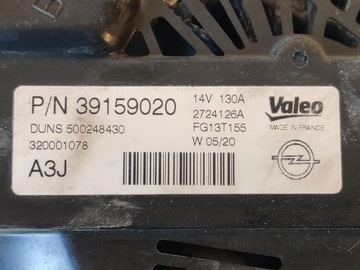 P/N 39159020
14V 130A
2724126A
Valeo
MADE IN FRANCE
DUNS 500248430
FG13T155
320001078
W 05/20
A3J